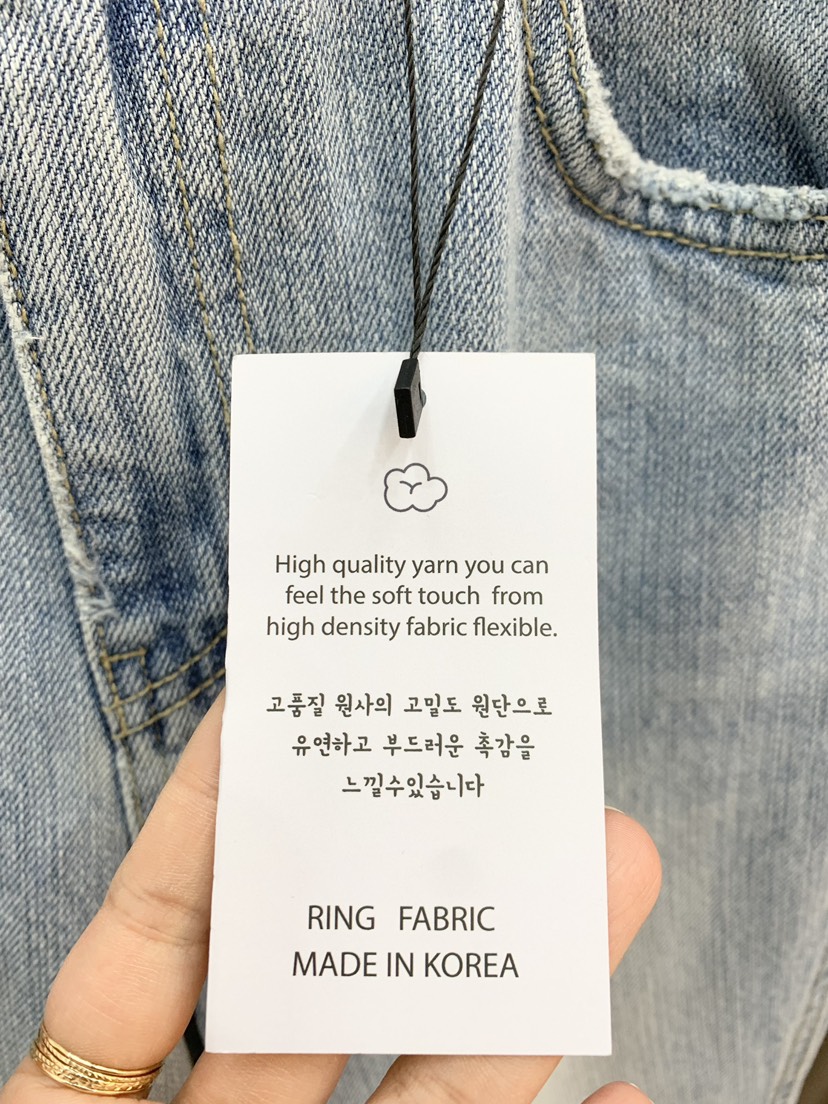 High quality yarn you can
feel the soft touch from
high density fabric flexible.
고품질 원사의 고밀도 원단으로
유연하고 부드러운 촉감을
느낄수있습니다
RING FABRIC
MADE IN KOREA